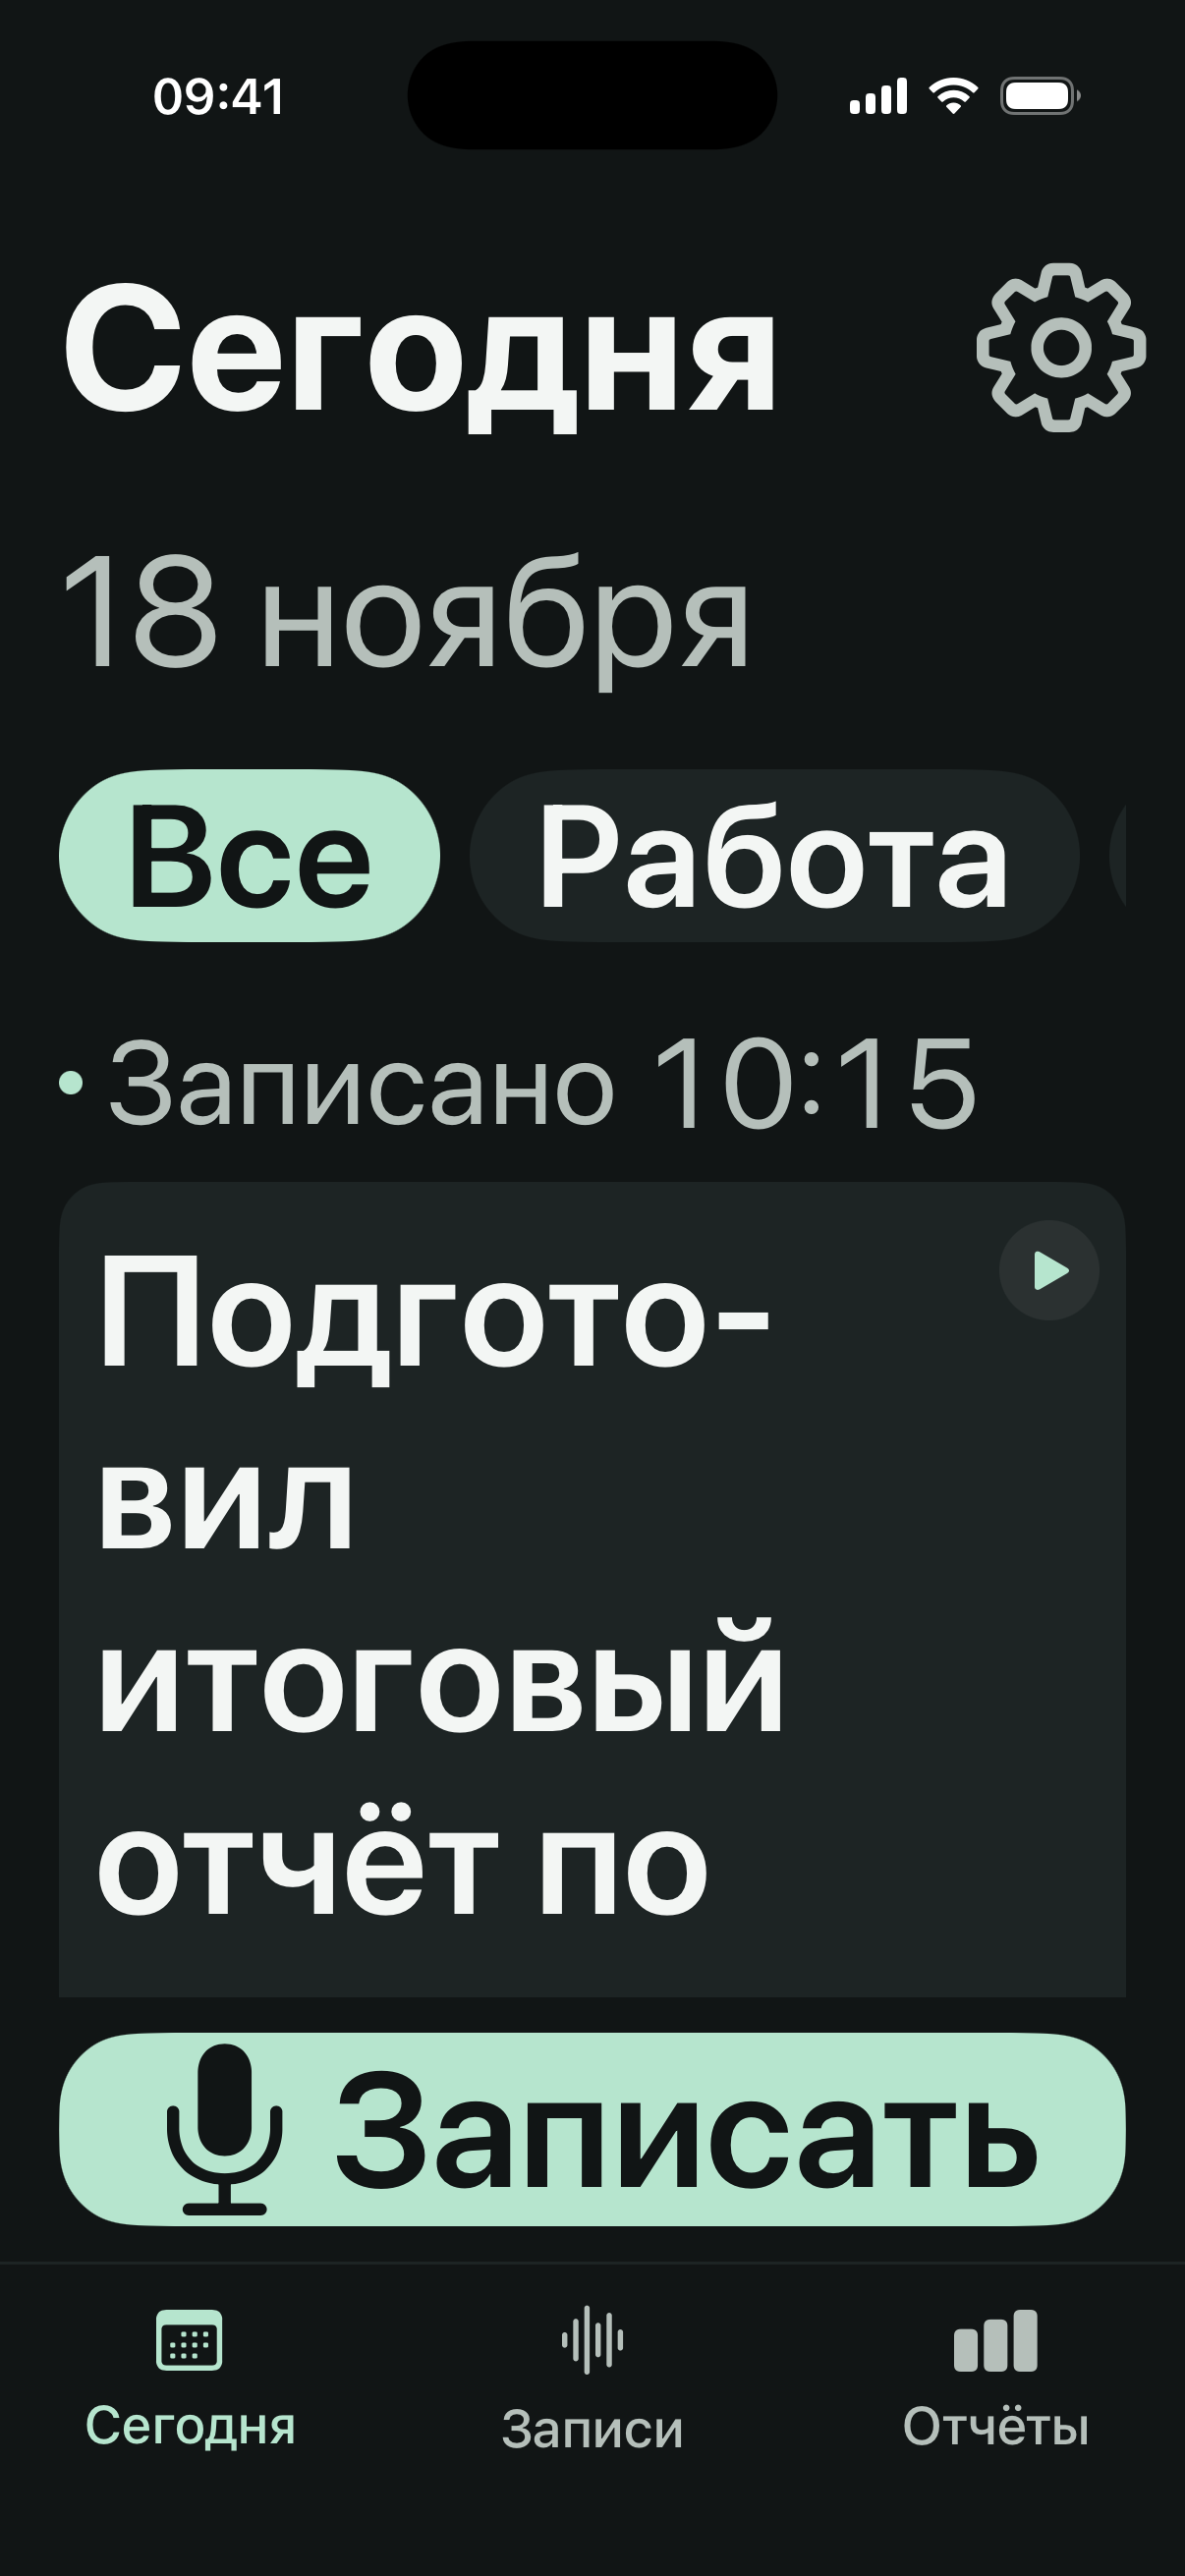 09:41
Сегодня
18 ноября
Все Работа
Записано 10:15
Подгото-
вил
итоговый
отчёт по
Записать
Сегодня Записи Отчёты